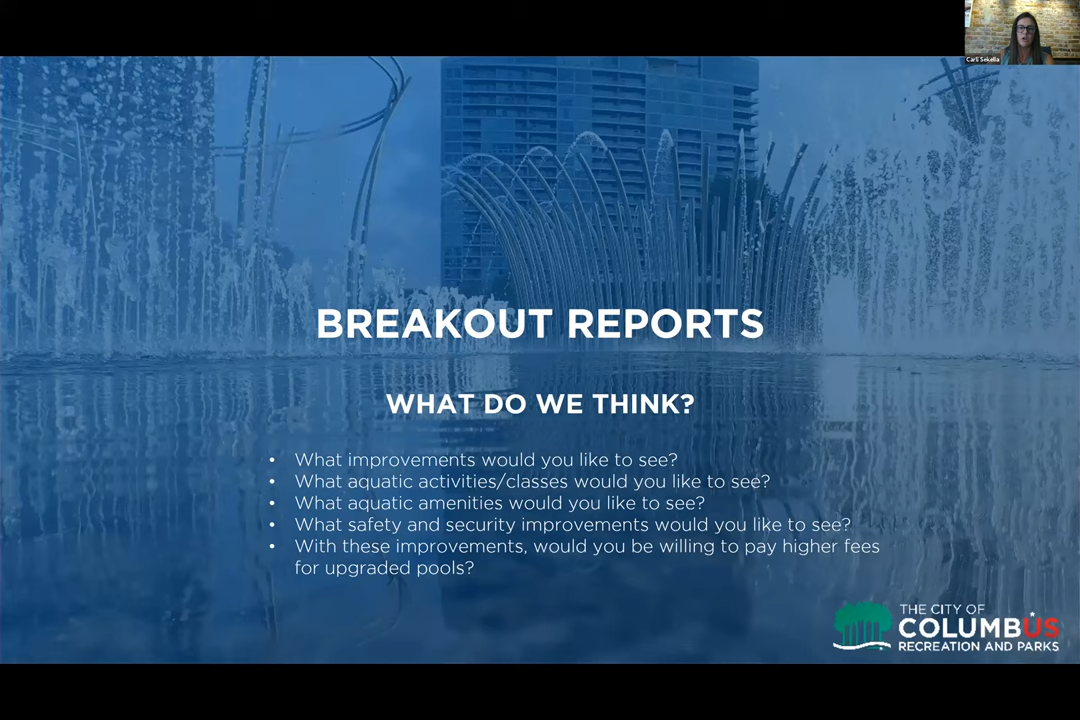 Carli Sekella
BREAKOUT REPORTS
WHAT DO WE THINK?
• What improvements would you like to see?
• What aquatic activities/classes would you like to see?
• What aquatic amenities would you like to see?
• What safety and security improvements would you like to see?
• With these improvements, would you be willing to pay higher fees
for upgraded pools?
THE CITY OF
COLUMBUS
RECREATION AND PARKS